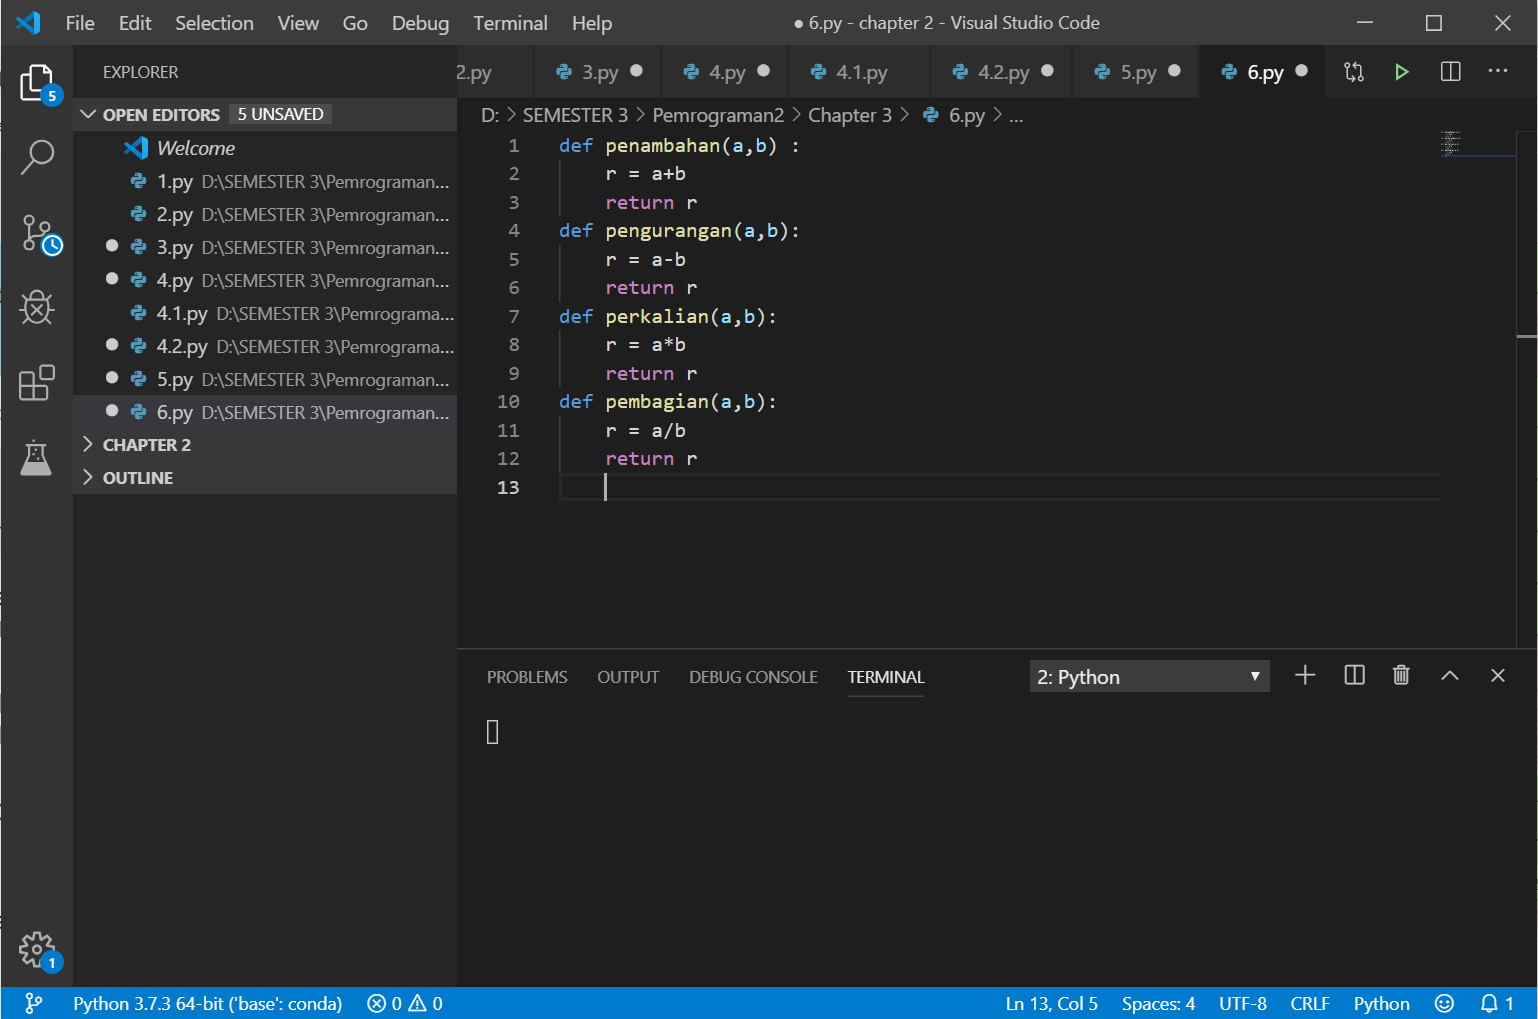 File Edit Selection View Go Debug Terminal Help ● 6.py - chapter 2 - Visual Studio Code
EXPLORER
5
OPEN EDITORS 5 UNSAVED
Welcome
1.py D:\SEMESTER 3\Pemrograman...
2.py D:\SEMESTER 3\Pemrograman...
3.py D:\SEMESTER 3\Pemrograman...
4.py D:\SEMESTER 3\Pemrograman...
4.1.py D:\SEMESTER 3\Pemrograma...
4.2.py D:\SEMESTER 3\Pemrograma...
5.py D:\SEMESTER 3\Pemrograman...
6.py D:\SEMESTER 3\Pemrograman...
CHAPTER 2
OUTLINE
1
2.py 3.py 4.py 4.1.py 4.2.py 5.py 6.py ...
D: > SEMESTER 3 > Pemrograman2 > Chapter 3 > 6.py > ...
1 def penambahan(a,b) :
2     r = a+b
3     return r
4 def pengurangan(a,b):
5     r = a-b
6     return r
7 def perkalian(a,b):
8     r = a*b
9     return r
10 def pembagian(a,b):
11     r = a/b
12     return r
13
PROBLEMS OUTPUT DEBUG CONSOLE TERMINAL 2: Python
Python 3.7.3 64-bit ('base': conda) 0 0 Ln 13, Col 5 Spaces: 4 UTF-8 CRLF Python 1